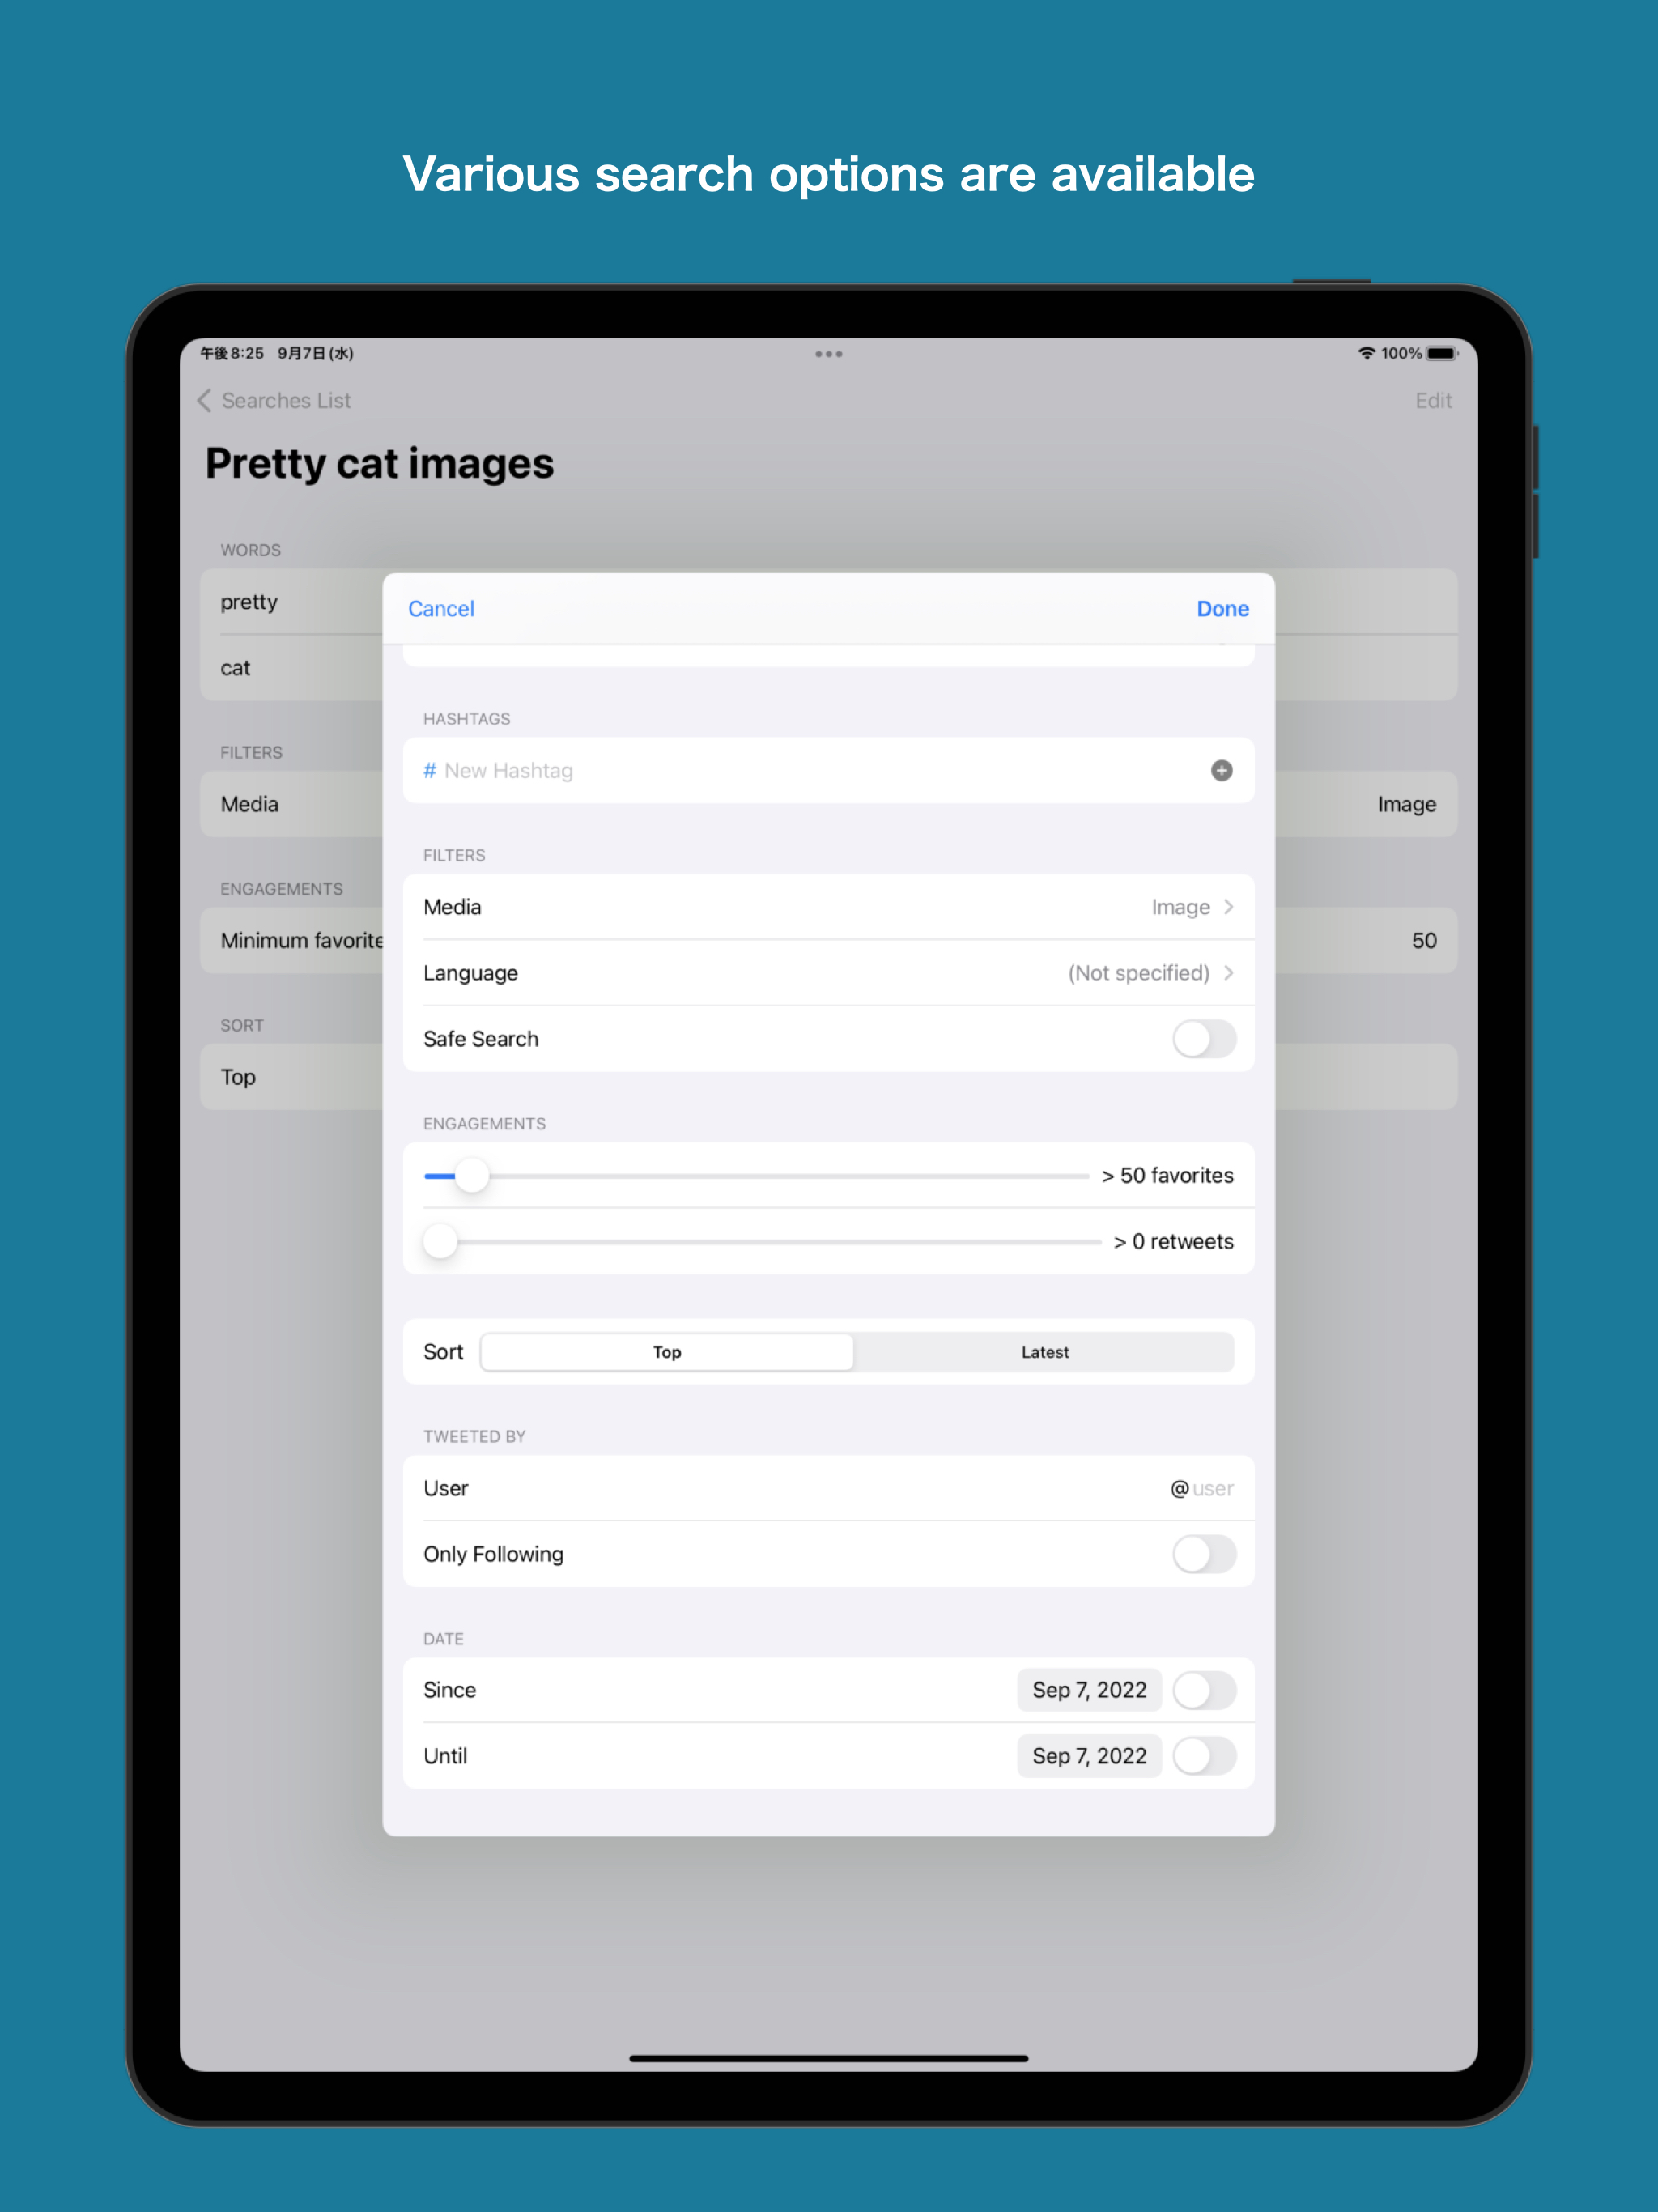 Various search options are available
午後8:25 9月7日(水)
100%
Searches List
Edit
Pretty cat images
WORDS
pretty
cat
FILTERS
Media
Image
ENGAGEMENTS
Minimum favorite
50
SORT
Top
Cancel
Done
HASHTAGS
# New Hashtag
FILTERS
Media
Image
Language
(Not specified)
Safe Search
ENGAGEMENTS
> 50 favorites
> 0 retweets
Sort
Top
Latest
TWEETED BY
User
@user
Only Following
DATE
Since
Sep 7, 2022
Until
Sep 7, 2022